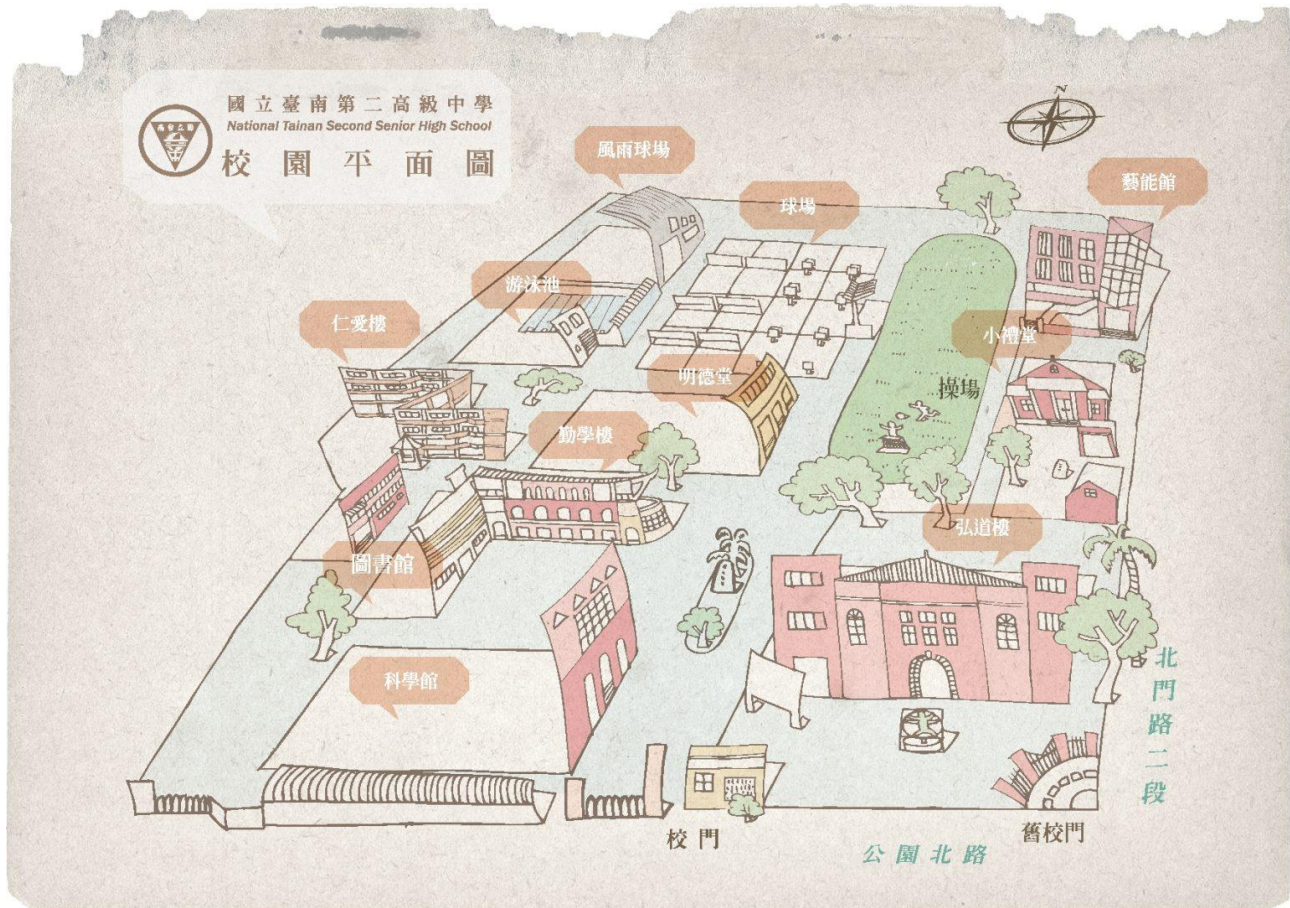 國立臺南第二高級中學
National Tainan Second Senior High School
校園平面圖
N
風雨球場
藝能館
球場
游泳池
仁愛樓
小禮堂
明德堂
操場
勤學樓
弘道樓
圖書館
科學館
北門路二段
校門
舊校門
公園北路